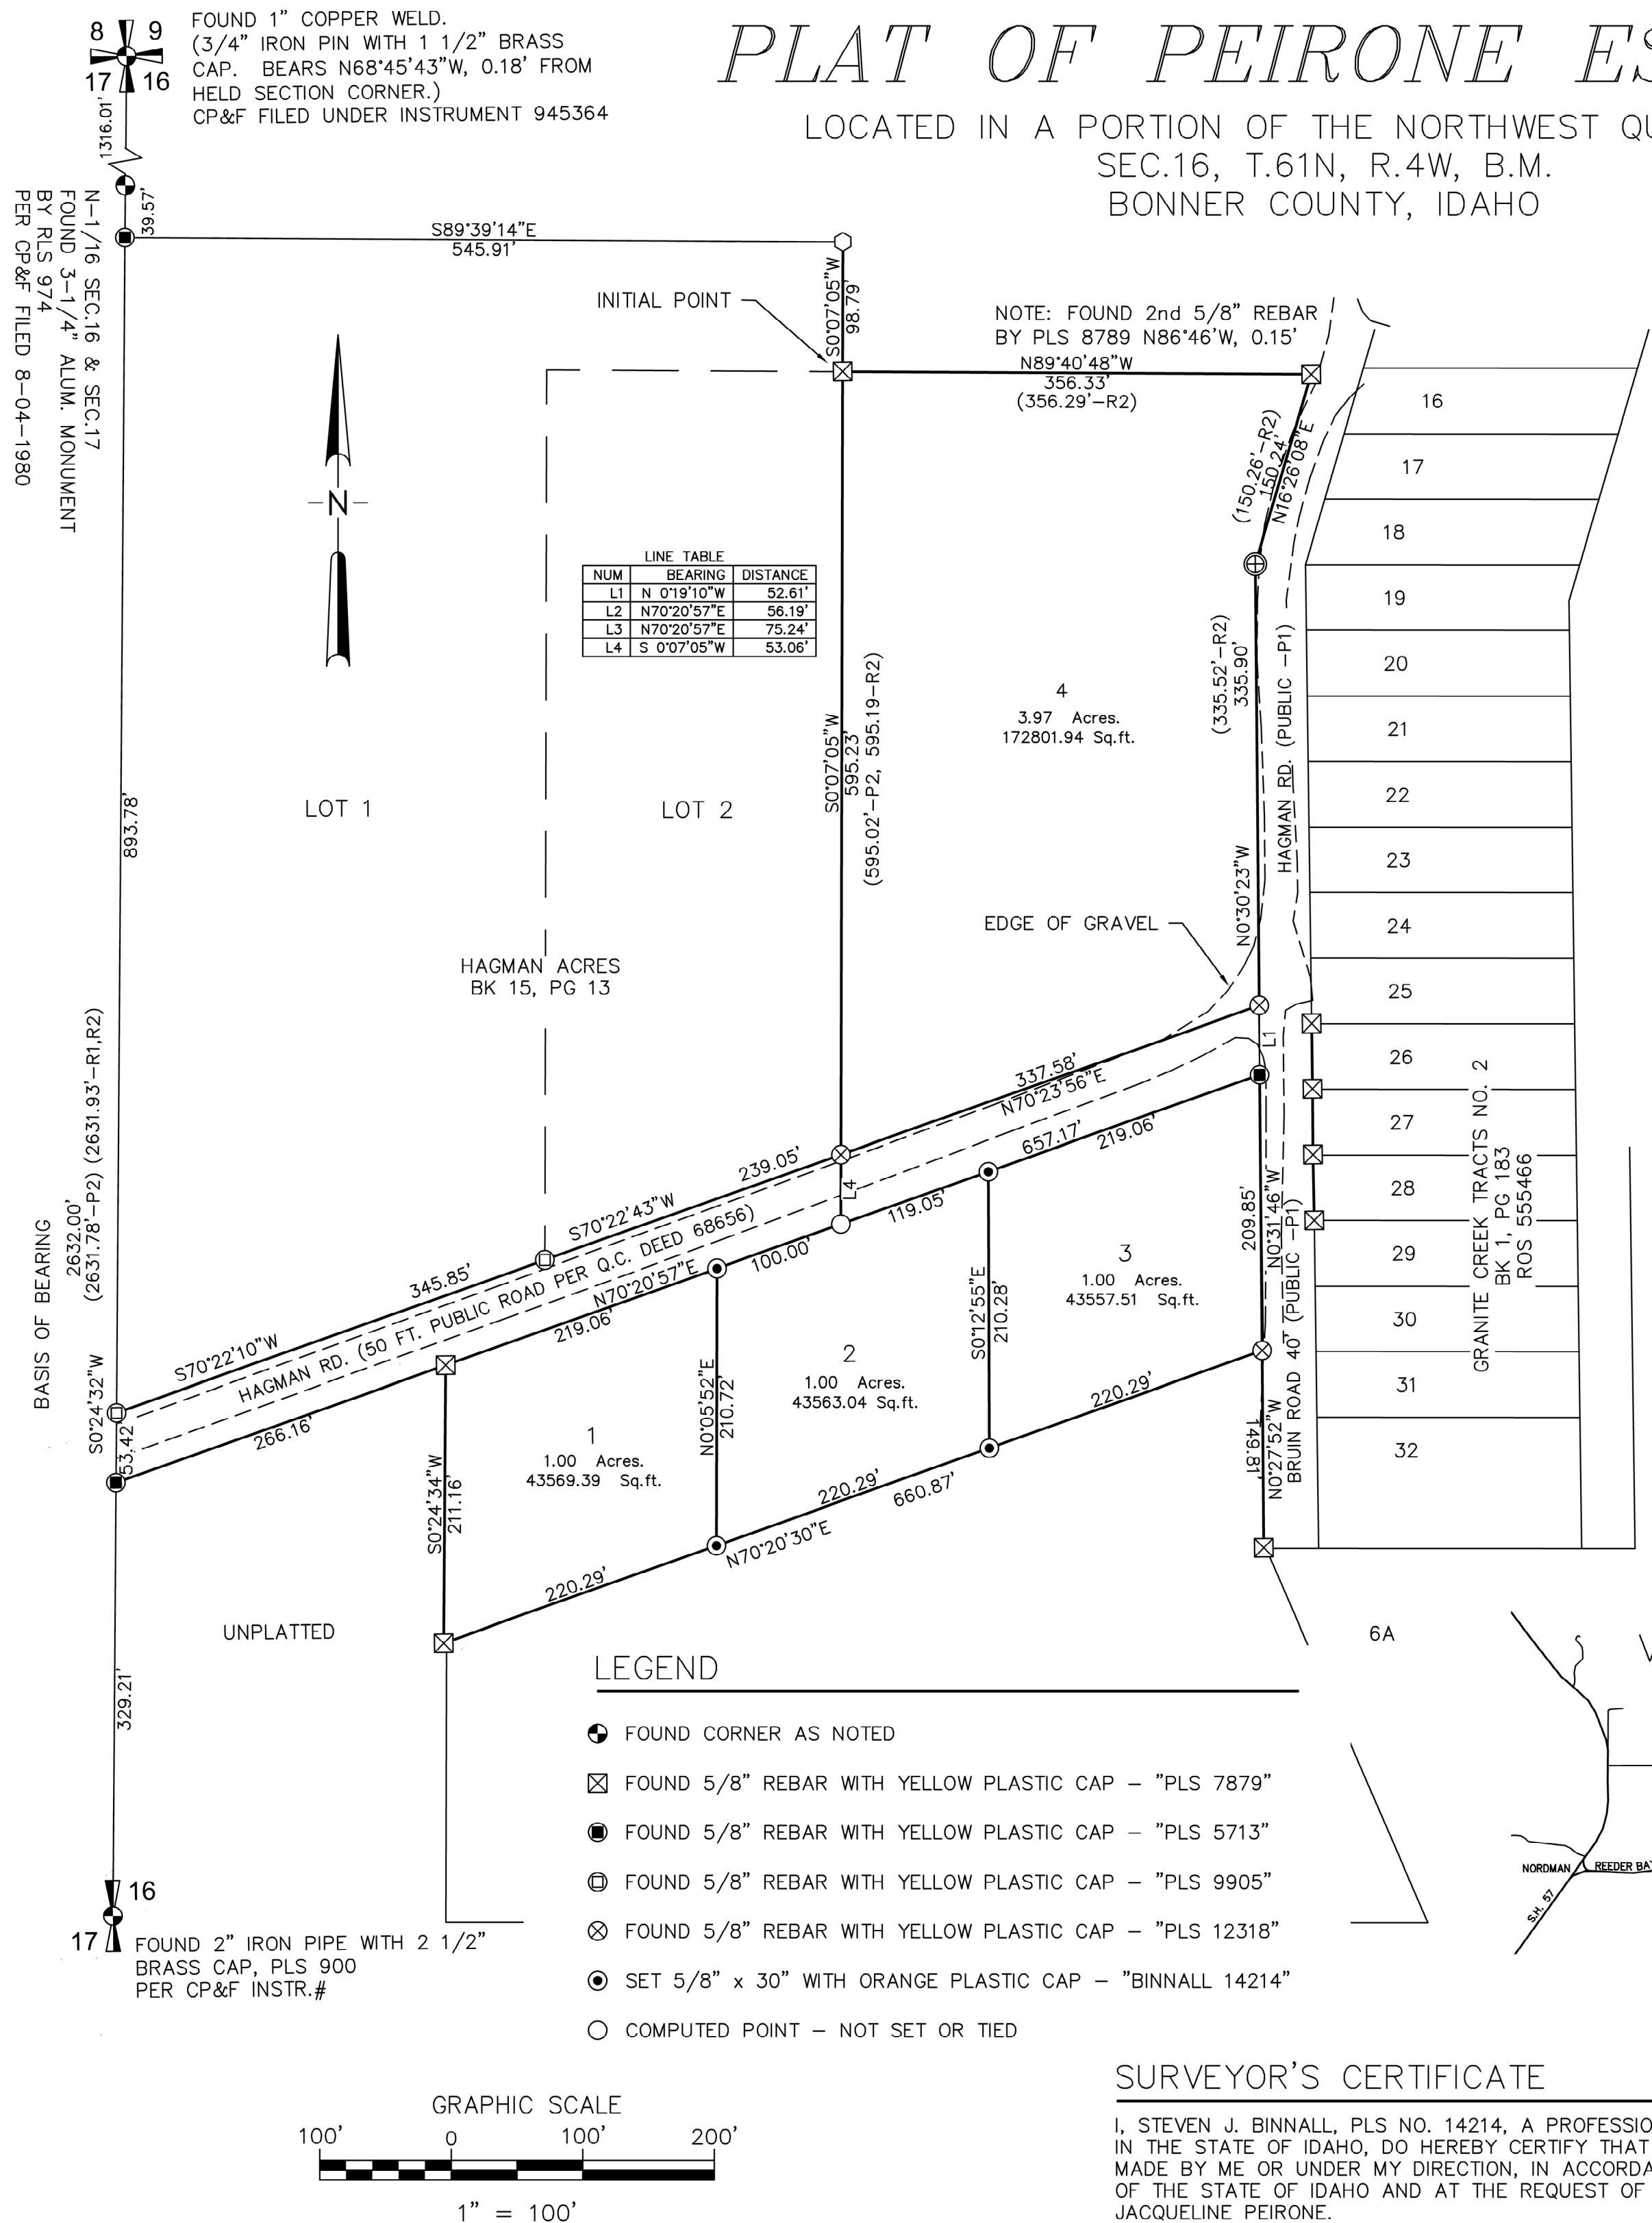 PLAT OF PEIRONE ES
LOCATED IN A PORTION OF THE NORTHWEST QU
SEC.16, T.61N, R.4W, B.M.
BONNER COUNTY, IDAHO
8 9
17 16
FOUND 1" COPPER WELD.
(3/4" IRON PIN WITH 1 1/2" BRASS
CAP. BEARS N68°45'43"W, 0.18' FROM
HELD SECTION CORNER.)
CP&F FILED UNDER INSTRUMENT 945364
1316.01'
39.57'
N-1/16 SEC.16 & SEC.17
FOUND 3-1/4" ALUM. MONUMENT
BY RLS 974
PER CP&F FILED 8-04-1980
S89°39'14"E
545.91'
INITIAL POINT
S0°07'05"W
98.79'
NOTE: FOUND 2nd 5/8" REBAR
BY PLS 8789 N86°46'W, 0.15'
N89°40'48"W
356.33'
(356.29'-R2)
(150.26'-R2)
150.24'
N16°26'08"E
16
17
18
19
20
21
22
23
24
25
26
27
28
29
30
31
32
N
LINE TABLE
NUM BEARING DISTANCE
L1 N 0°19'10"W 52.61'
L2 N70°20'57"E 56.19'
L3 N70°20'57"E 75.24'
L4 S 0°07'05"W 53.06'
4
3.97 Acres.
172801.94 Sq.ft.
(335.52'-R2)
335.90'
HAGMAN RD. (PUBLIC -P1)
S0°07'05"W
595.23'
(595.02'-P2, 595.19-R2)
893.78'
LOT 1
LOT 2
N0°30'23"W
EDGE OF GRAVEL
HAGMAN ACRES
BK 15, PG 13
L1
337.58'
N70°23'56"E
657.17'
219.06'
239.05'
S70°22'43"W
L4
119.05'
100.00'
HAGMAN RD. (50 FT. PUBLIC ROAD PER Q.C. DEED 68656)
N70°20'57"E
219.06'
345.85'
S70°22'10"W
266.16'
BASIS OF BEARING
2632.00'
(2631.78'-P2) (2631.93'-R1,R2)
S0°24'32"W
53.42'
GRANITE CREEK TRACTS NO. 2
BK 1, PG 183
ROS 555466
209.85'
N0°31'46"W
BRUIN ROAD 40' (PUBLIC -P1)
3
1.00 Acres.
43557.51 Sq.ft.
S0°12'55"E
210.28'
2
1.00 Acres.
43563.04 Sq.ft.
N0°05'52"E
210.72'
1
1.00 Acres.
43569.39 Sq.ft.
S0°24'34"W
211.16'
220.29'
220.29'
660.87'
N70°20'30"E
220.29'
N0°27'52"W
149.81'
UNPLATTED
329.21'
6A
LEGEND
FOUND CORNER AS NOTED
FOUND 5/8" REBAR WITH YELLOW PLASTIC CAP - "PLS 7879"
FOUND 5/8" REBAR WITH YELLOW PLASTIC CAP - "PLS 5713"
FOUND 5/8" REBAR WITH YELLOW PLASTIC CAP - "PLS 9905"
FOUND 5/8" REBAR WITH YELLOW PLASTIC CAP - "PLS 12318"
SET 5/8" x 30" WITH ORANGE PLASTIC CAP - "BINNALL 14214"
COMPUTED POINT - NOT SET OR TIED
16
17
FOUND 2" IRON PIPE WITH 2 1/2"
BRASS CAP, PLS 900
PER CP&F INSTR.#
NORDMAN
REEDER BA
S.H. 57
GRAPHIC SCALE
100' 0 100' 200'
1" = 100'
SURVEYOR'S CERTIFICATE
I, STEVEN J. BINNALL, PLS NO. 14214, A PROFESSIO
IN THE STATE OF IDAHO, DO HEREBY CERTIFY THAT
MADE BY ME OR UNDER MY DIRECTION, IN ACCORDA
OF THE STATE OF IDAHO AND AT THE REQUEST OF
JACQUELINE PEIRONE.